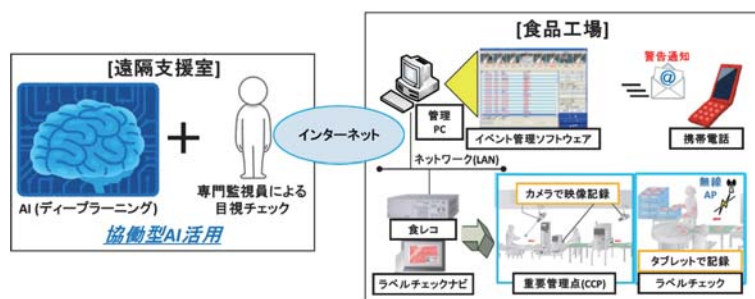 [遠隔支援室]
AI (ディープラーニング)
専門監視員による
目視チェック
協働型AI活用
インターネット
[食品工場]
管理
PC
イベント管理ソフトウェア
警告通知
@
携帯電話
ネットワーク(LAN)
食レコ
ラベルチェックナビ
カメラで映像記録
重要管理点(CCP)
無線
AP
タブレットで記録
ラベルチェック